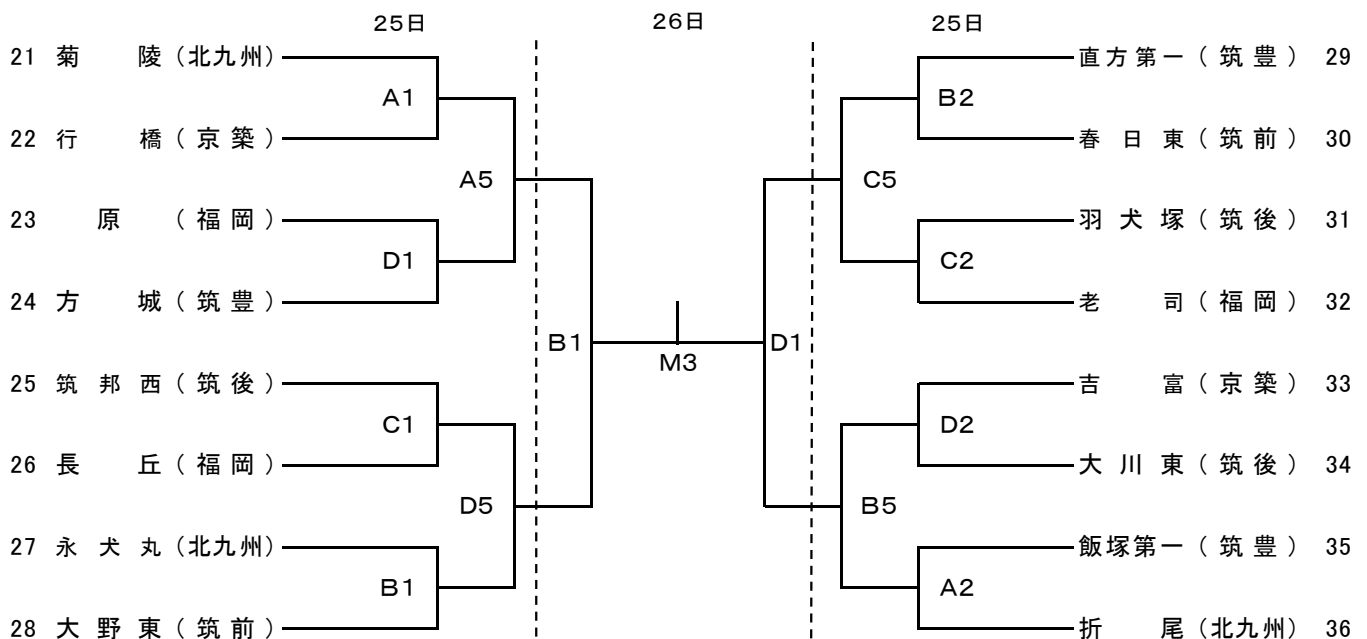 25日 26日 25日
21 菊 陵 (北九州) 直方第一 ( 筑 豊 ) 29
A1 B2
22 行 橋 ( 京 築 ) 春 日 東 ( 筑 前 ) 30
A5 C5
23 原 ( 福 岡 ) 羽 犬 塚 ( 筑 後 ) 31
D1 C2
24 方 城 ( 筑 豊 ) 老 司 ( 福 岡 ) 32
B1 D1
M3
25 筑 邦 西 ( 筑 後 ) 吉 富 ( 京 築 ) 33
C1 D2
26 長 丘 ( 福 岡 ) 大 川 東 ( 筑 後 ) 34
D5 B5
27 永 犬 丸 (北九州) 飯塚第一 ( 筑 豊 ) 35
B1 A2
28 大 野 東 ( 筑 前 ) 折 尾 (北九州) 36